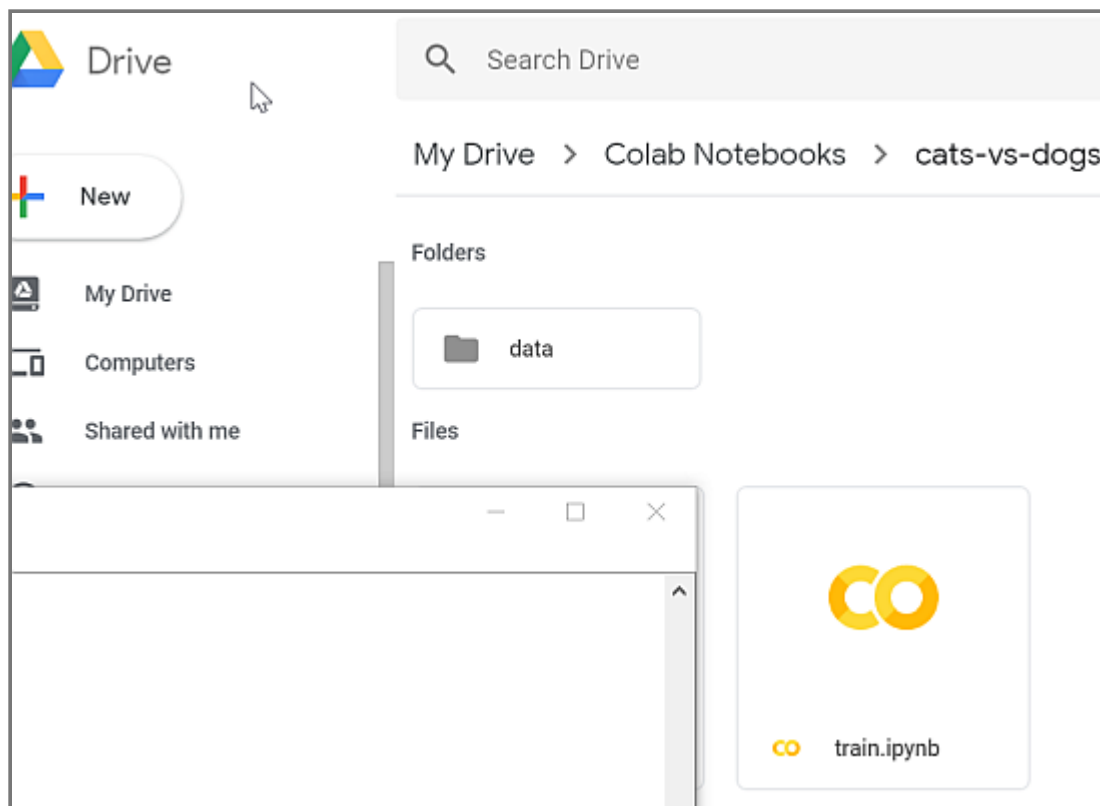 Drive
Search Drive
My Drive > Colab Notebooks > cats-vs-dogs
New
My Drive
Computers
Shared with me
Folders
data
Files
train.ipynb